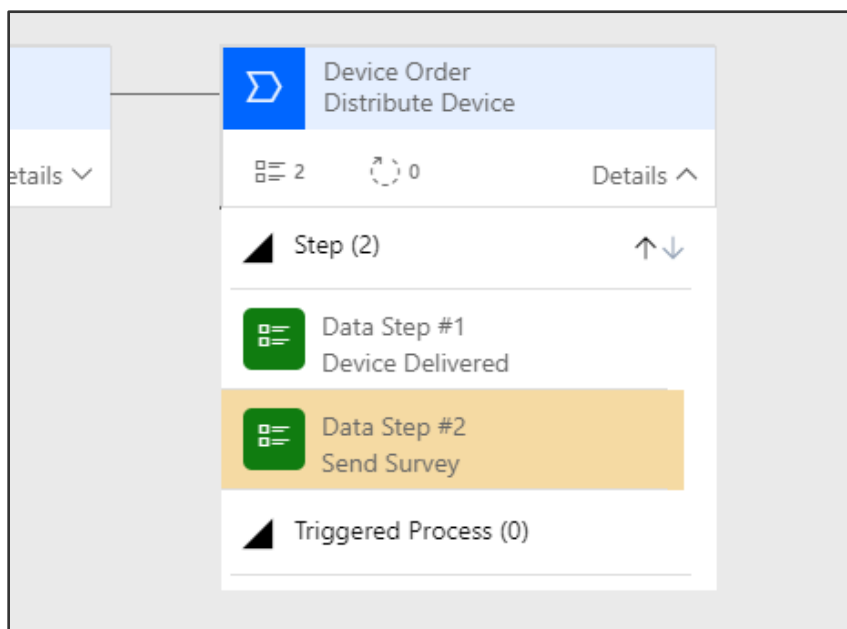 Device Order
Distribute Device
etails
2
0
Details
Step (2)
Data Step #1
Device Delivered
Data Step #2
Send Survey
Triggered Process (0)